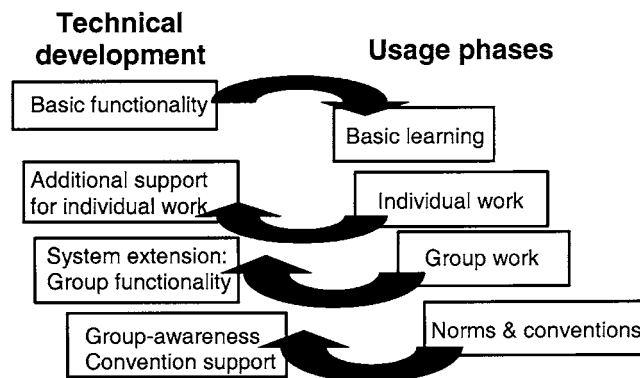 Technical
development
Usage phases
Basic functionality
Basic learning
Additional support
for individual work
Individual work
System extension:
Group functionality
Group work
Group-awareness
Convention support
Norms & conventions